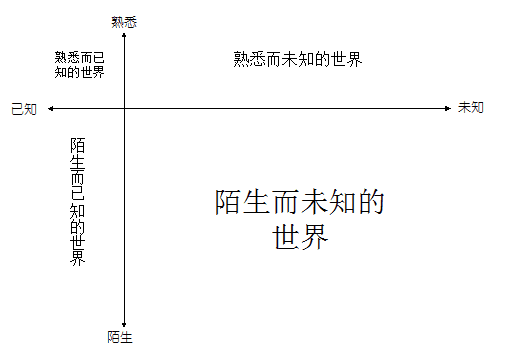 熟悉
熟悉而已
知的世界
熟悉而未知的世界
已知
未知
陌生而已知的世界
陌生而未知的
世界
陌生